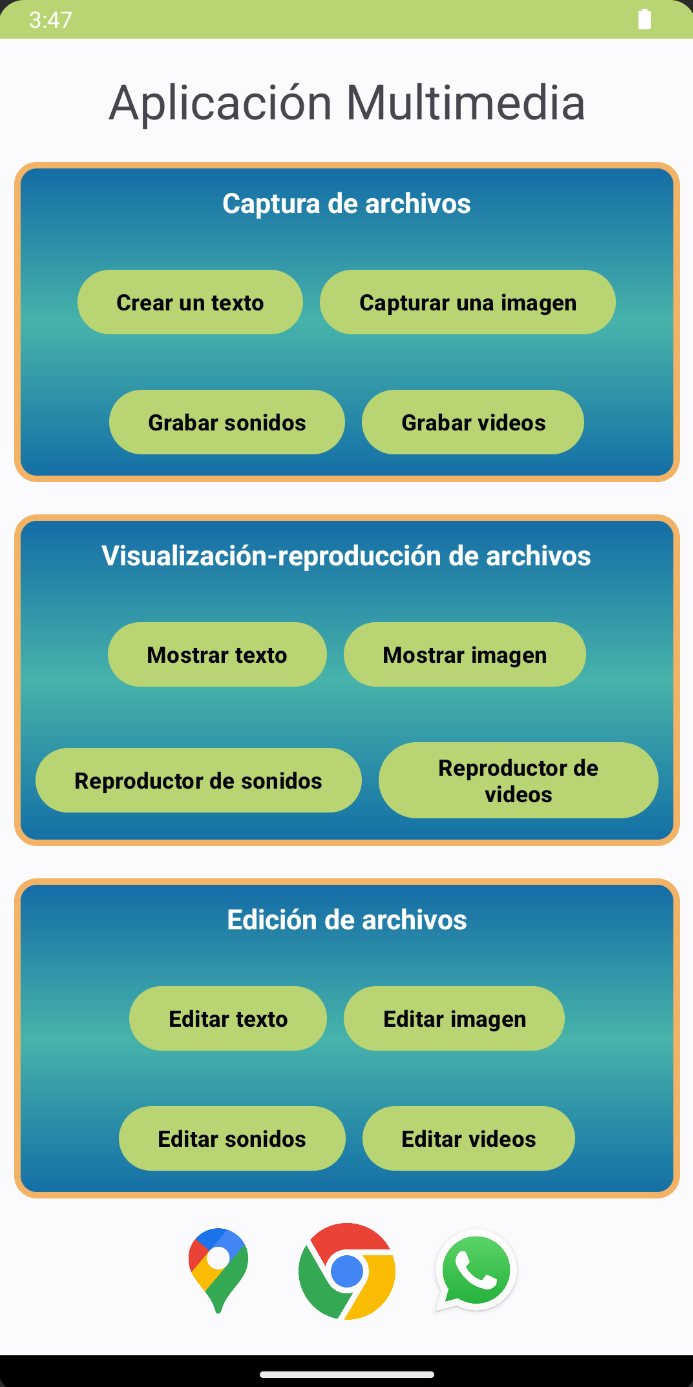 3:47
Aplicación Multimedia
Captura de archivos
Crear un texto
Capturar una imagen
Grabar sonidos
Grabar videos
Visualización-reproducción de archivos
Mostrar texto
Mostrar imagen
Reproductor de sonidos
Reproductor de
videos
Edición de archivos
Editar texto
Editar imagen
Editar sonidos
Editar videos